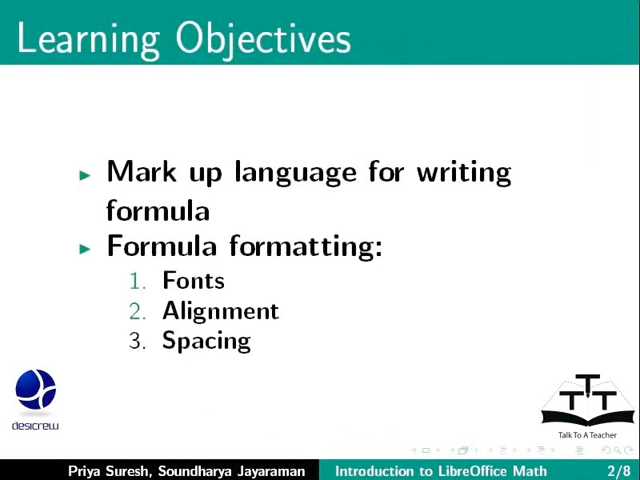 Learning Objectives
Mark up language for writing
formula
Formula formatting:
1. Fonts
2. Alignment
3. Spacing
desicrew
TTT
Talk To A Teacher
Priya Suresh, Soundharya Jayaraman Introduction to LibreOffice Math 2/8